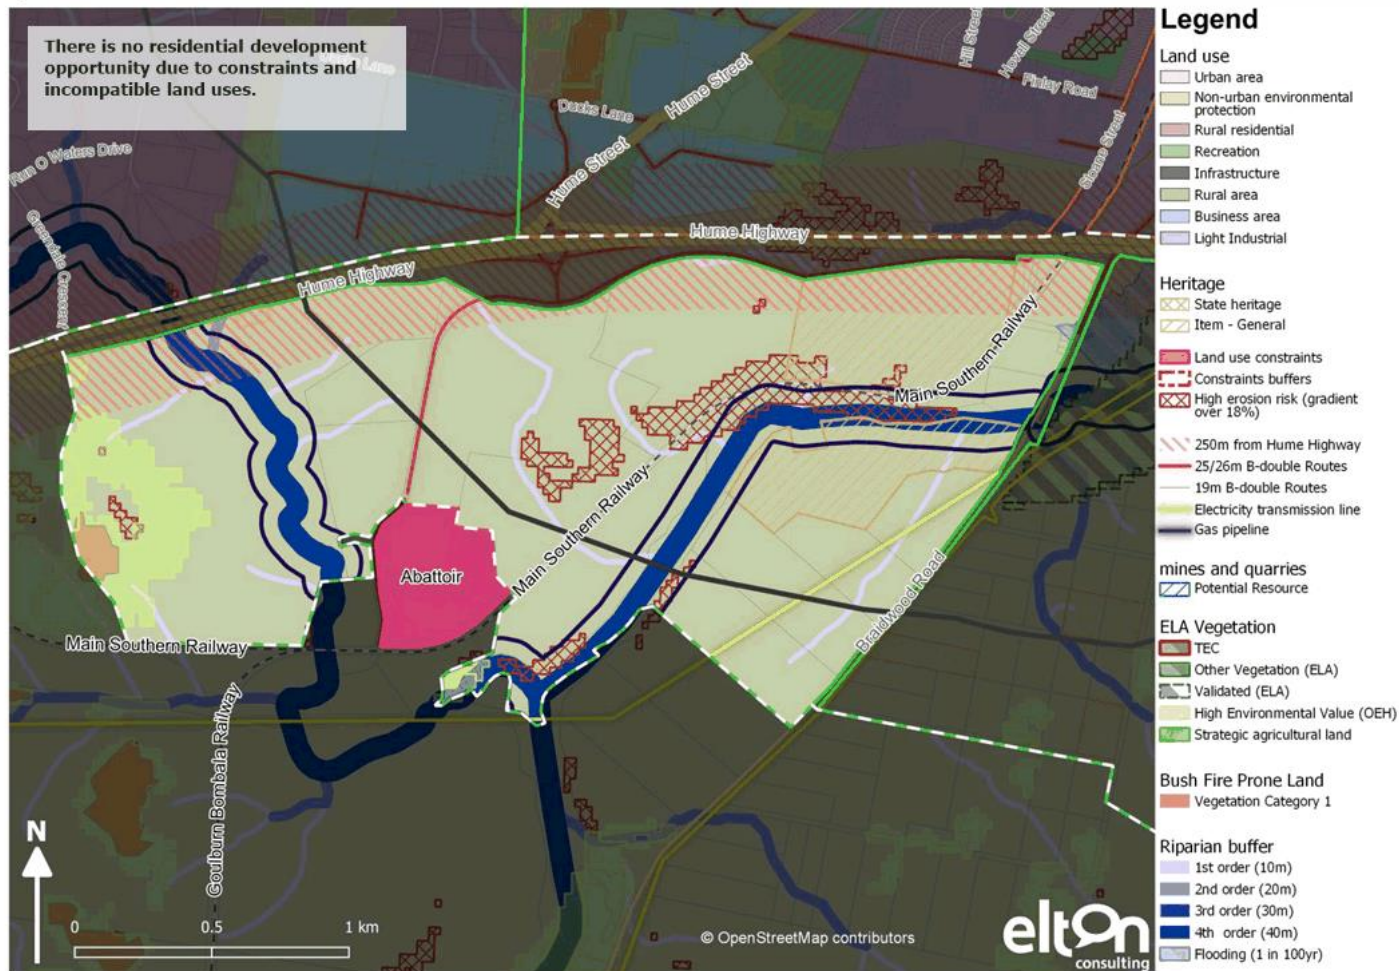 There is no residential development
opportunity due to constraints and
incompatible land uses.
Run O Waters Drive
Ducks Lane
Hume Street
Hume Street
Hill Street
Hovell Street
Finlay Road
Sloane Street
Hume Highway
Hume Highway
Main Southern Railway
Main Southern Railway
Abattoir
Main Southern Railway
Braidwood Road
Goulburn Bombala Railway
N
0
0.5
1 km
© OpenStreetMap contributors
elton
consulting
Legend
Land use
Urban area
Non-urban environmental
protection
Rural residential
Recreation
Infrastructure
Rural area
Business area
Light Industrial
Heritage
State heritage
Item - General
Land use constraints
Constraints buffers
High erosion risk (gradient
over 18%)
250m from Hume Highway
25/26m B-double Routes
19m B-double Routes
Electricity transmission line
Gas pipeline
mines and quarries
Potential Resource
ELA Vegetation
TEC
Other Vegetation (ELA)
Validated (ELA)
High Environmental Value (OEH)
Strategic agricultural land
Bush Fire Prone Land
Vegetation Category 1
Riparian buffer
1st order (10m)
2nd order (20m)
3rd order (30m)
4th order (40m)
Flooding (1 in 100yr)